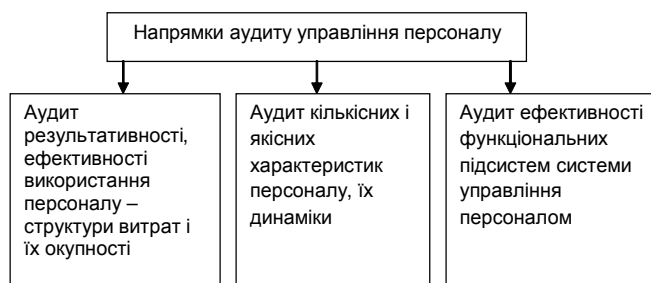 Напрямки аудиту управління персоналу
Аудит
результативності,
ефективності
використання
персоналу –
структури витрат і
їх окупності
Аудит кількісних і
якісних
характеристик
персоналу, їх
динаміки
Аудит ефективності
функціональних
підсистем системи
управління
персоналом